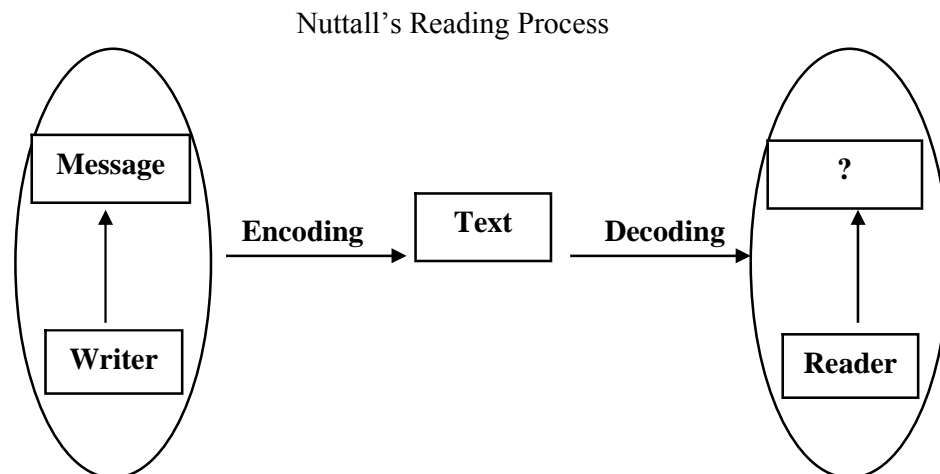 Nuttall’s Reading Process
Message
?
Encoding
Text
Decoding
Writer
Reader